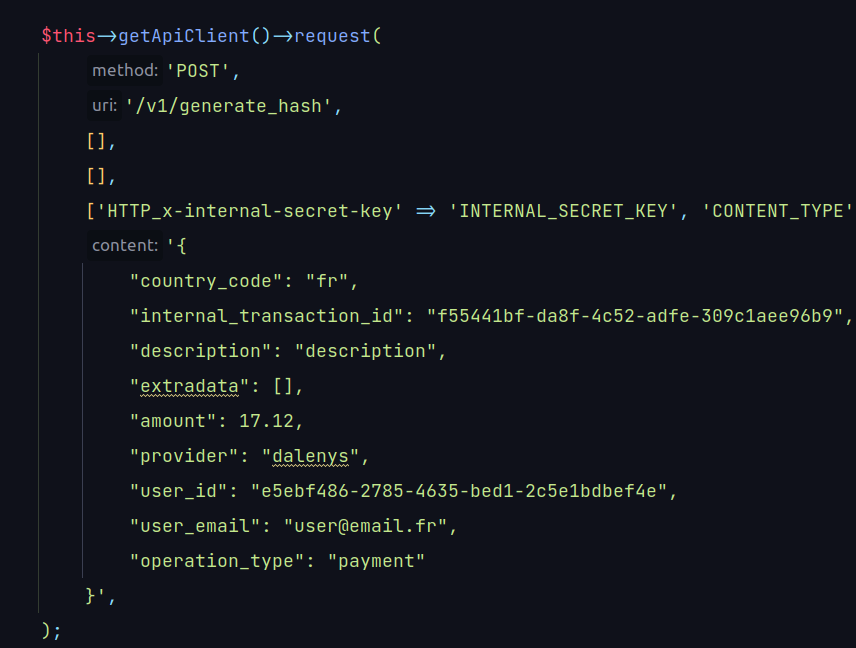 $this->getApiClient()->request(
method: 'POST',
uri: '/v1/generate_hash',
[],
[],
['HTTP_x-internal-secret-key' => 'INTERNAL_SECRET_KEY', 'CONTENT_TYPE'
content: '{
"country_code": "fr",
"internal_transaction_id": "f55441bf-da8f-4c52-adfe-309c1aee96b9",
"description": "description",
"extradata": [],
"amount": 17.12,
"provider": "dalenys",
"user_id": "e5ebf486-2785-4635-bed1-2c5e1bdbef4e",
"user_email": "user@email.fr",
"operation_type": "payment"
}',
);